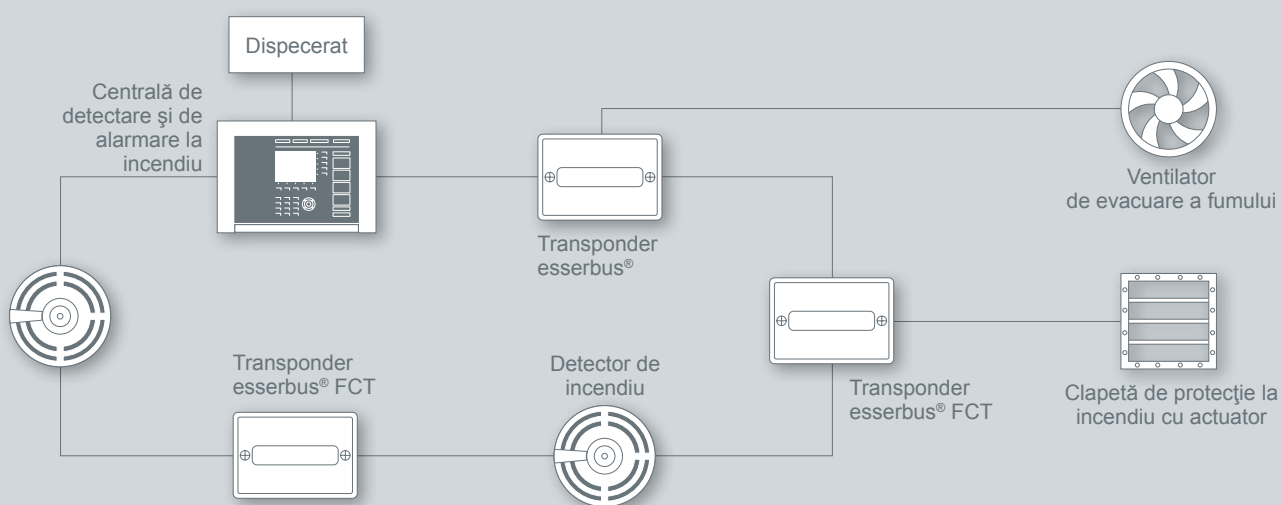 Dispecerat
Centrală de
detectare şi de
alarmare la
incendiu
Ventilator
de evacuare a fumului
Transponder
esserbus®
Transponder
esserbus® FCT
Detector de
incendiu
Transponder
esserbus® FCT
Clapetă de protecţie la
incendiu cu actuator